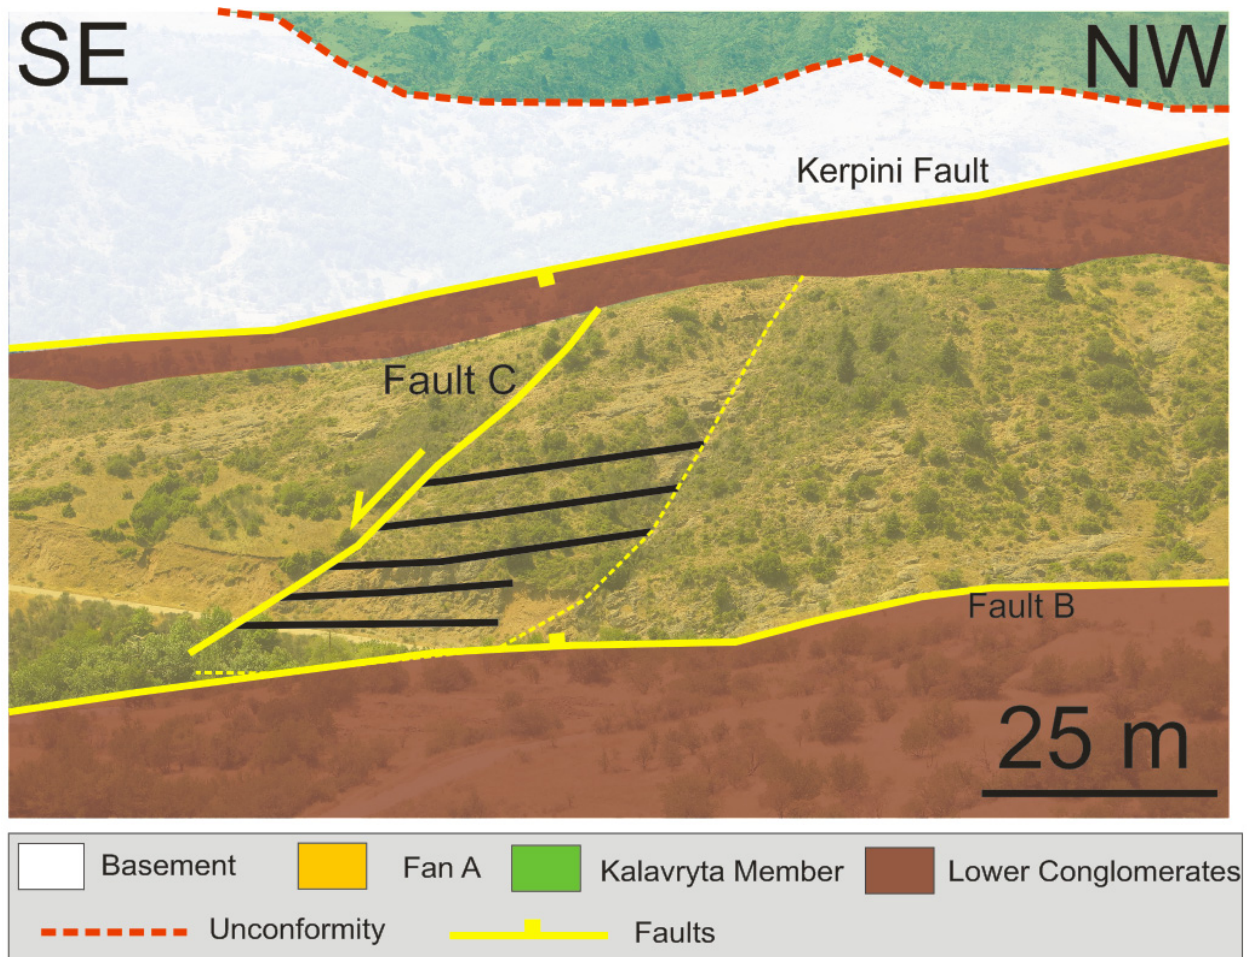 SE
NW
Kerpini Fault
Fault C
Fault B
25 m
Basement
Fan A
Kalavryta Member
Lower Conglomerates
Unconformity
Faults